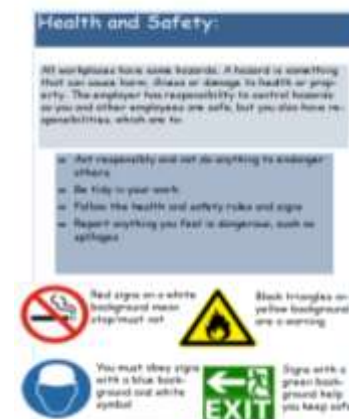 Health and Safety:
All workplaces have some hazards. A hazard is something
that can cause harm, illness or damage to health or prop-
erty. The employer has responsibility to control hazards
so you and other employees are safe, but you also have re-
sponsibilities, which are to:
Act responsibly and not do anything to endanger
others
Be tidy in your work
Follow the health and safety rules and signs
Report anything you feel is dangerous, such as
spillages
Red signs on a white
background mean
stop/must not
Black triangles on
yellow background
are a warning
You must obey signs
with a blue back-
ground and white
symbol
EXIT
Signs with a
green back-
ground help
you keep safe